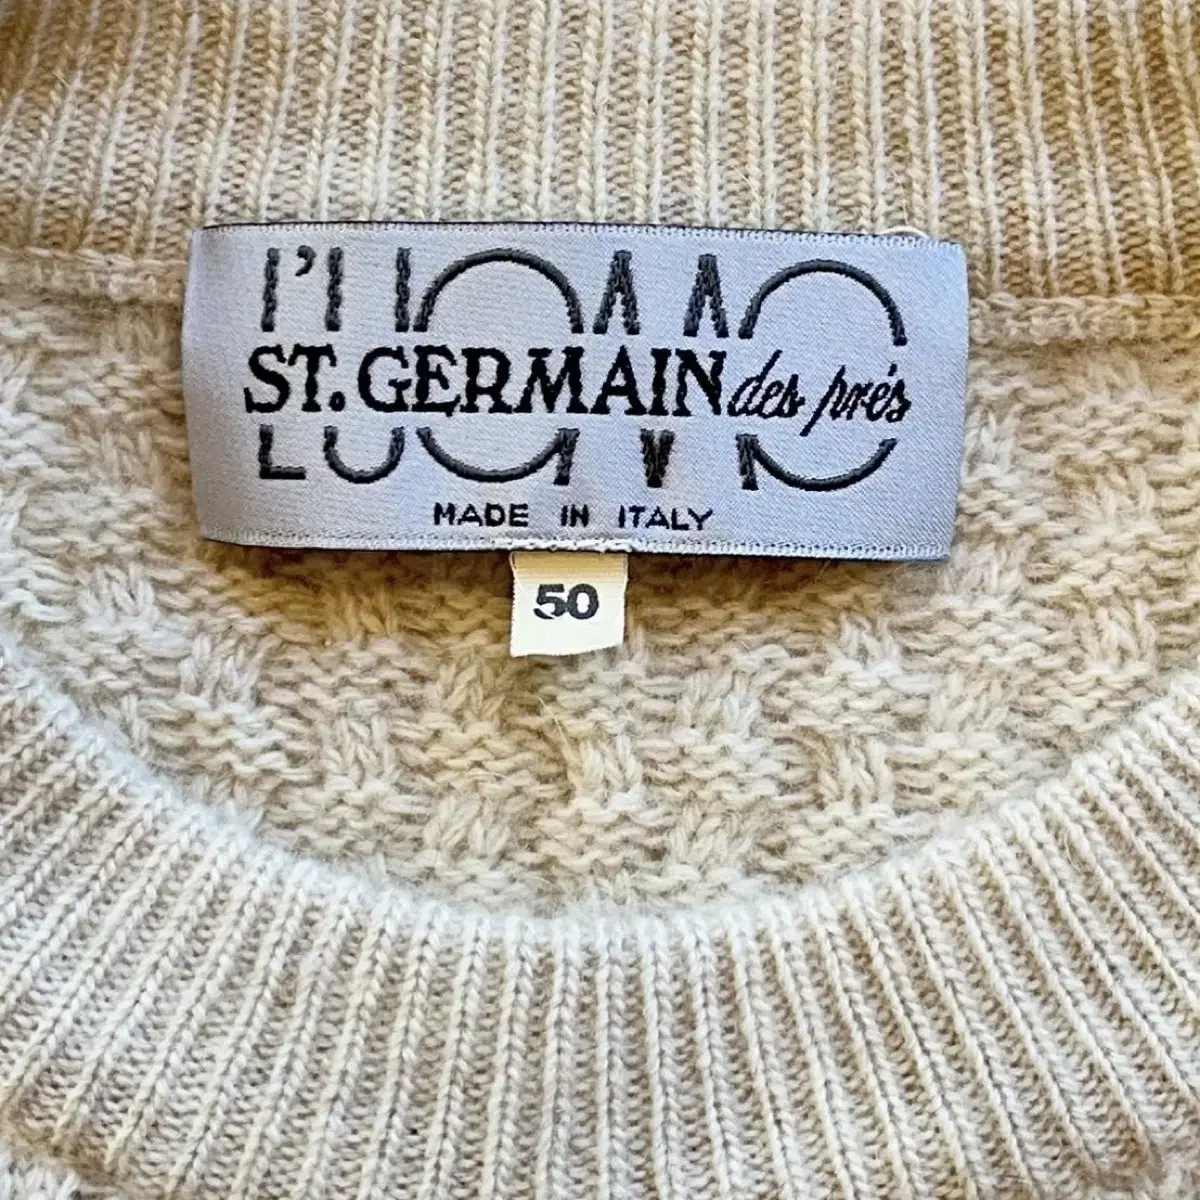 L'UOMO
ST. GERMAIN des prés
MADE IN ITALY
50